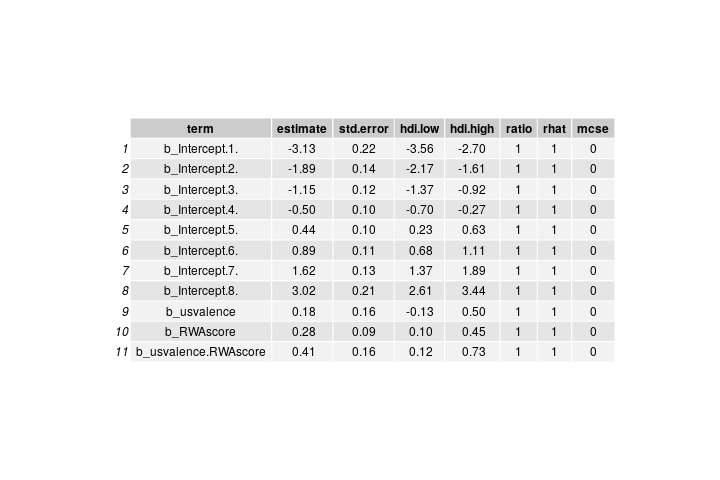 term estimate std.error hdi.low hdi.high ratio rhat mcse
1 b_Intercept.1. -3.13 0.22 -3.56 -2.70 1 1 0
2 b_Intercept.2. -1.89 0.14 -2.17 -1.61 1 1 0
3 b_Intercept.3. -1.15 0.12 -1.37 -0.92 1 1 0
4 b_Intercept.4. -0.50 0.10 -0.70 -0.27 1 1 0
5 b_Intercept.5. 0.44 0.10 0.23 0.63 1 1 0
6 b_Intercept.6. 0.89 0.11 0.68 1.11 1 1 0
7 b_Intercept.7. 1.62 0.13 1.37 1.89 1 1 0
8 b_Intercept.8. 3.02 0.21 2.61 3.44 1 1 0
9 b_usvalence 0.18 0.16 -0.13 0.50 1 1 0
10 b_RWAscore 0.28 0.09 0.10 0.45 1 1 0
11 b_usvalence.RWAscore 0.41 0.16 0.12 0.73 1 1 0